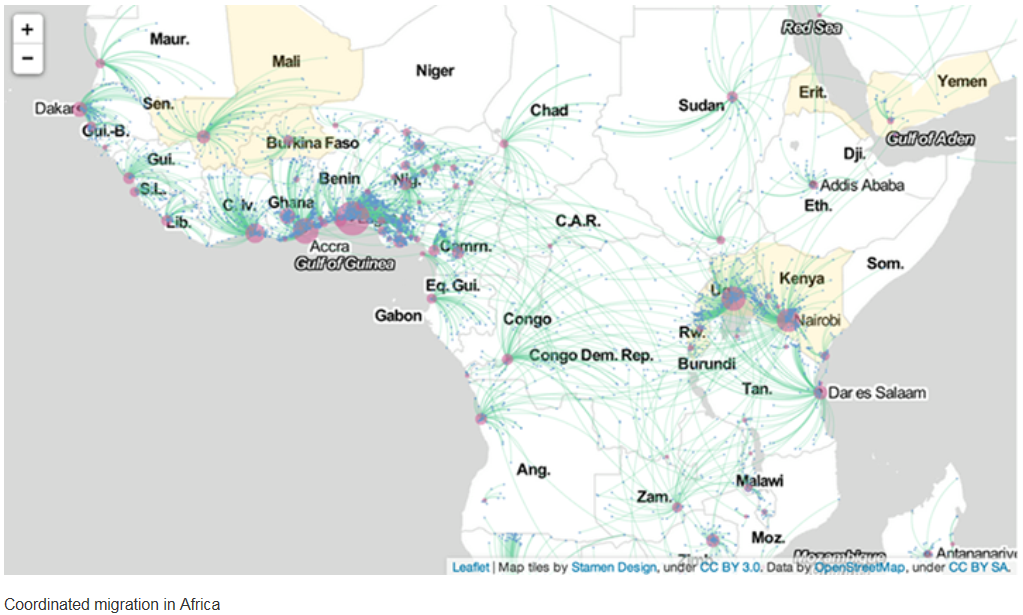 +
−
Maur.
Mali
Niger
Chad
Sudan
Red Sea
Erit.
Yemen
Gulf of Aden
Dakar
Sen.
Gui.-B.
Burkina Faso
Dji.
Gui.
Benin
Nig.
Addis Ababa
Eth.
S.L.
C. Iv.
Ghana
Lib.
C.A.R.
Accra
Gulf of Guinea
Camrn.
Som.
Kenya
Eq. Gui.
Gabon
Congo
Nairobi
Rw.
Congo Dem. Rep.
Burundi
Tan.
Dar es Salaam
Ang.
Malawi
Zam.
Moz.
Leaflet | Map tiles by Stamen Design, under CC BY 3.0. Data by OpenStreetMap, under CC BY SA.
Coordinated migration in Africa